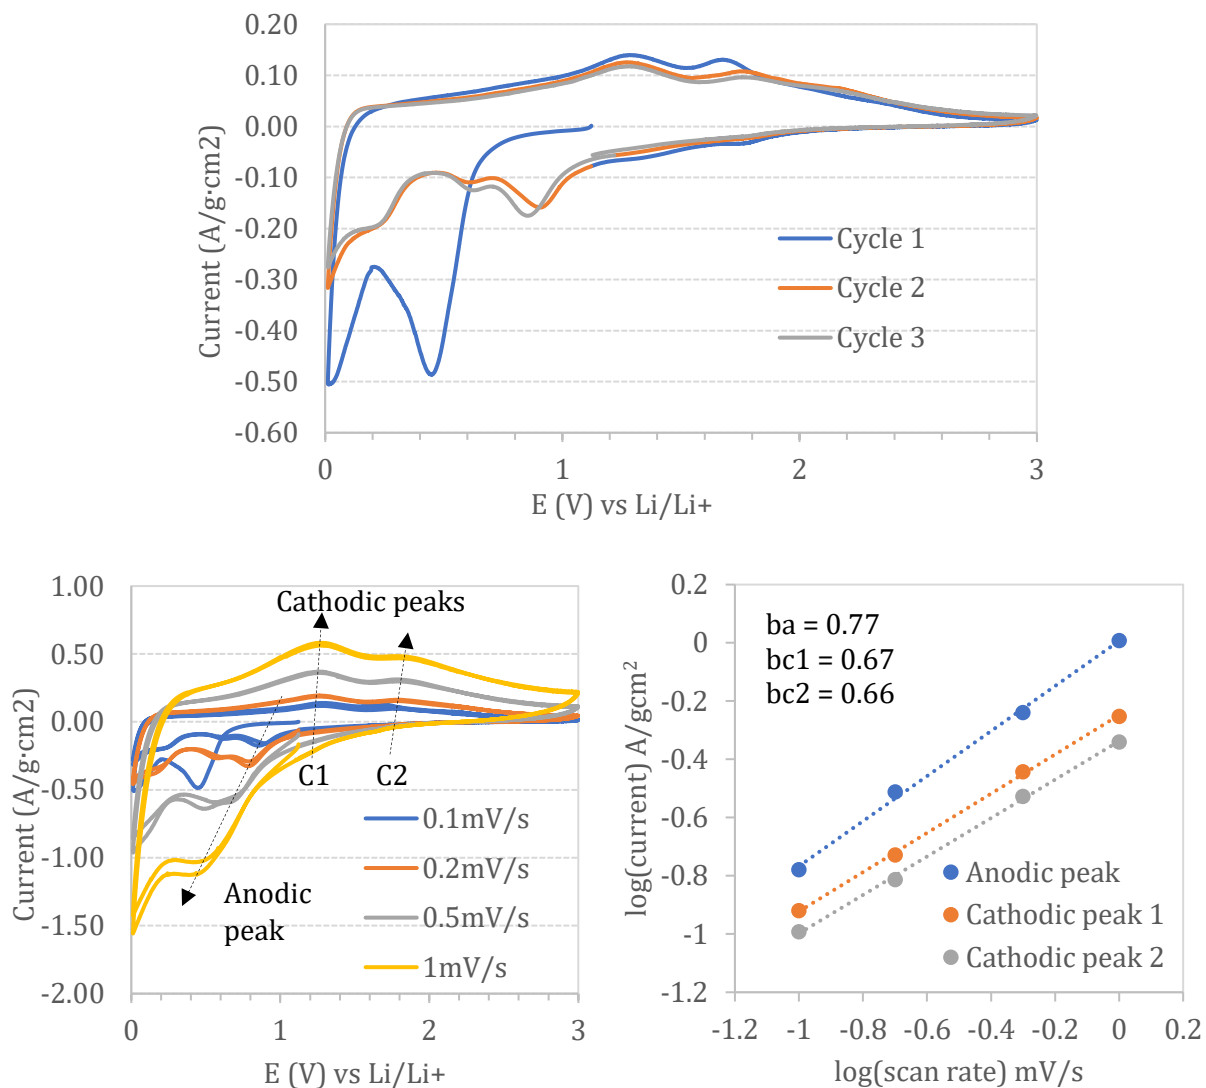 0.20
0.10
0.00
-0.10
-0.20
-0.30
-0.40
-0.50
-0.60
Current (A/g·cm2)
Cycle 1
Cycle 2
Cycle 3
0 1 2 3
E (V) vs Li/Li+
1.00
0.50
0.00
-0.50
-1.00
-1.50
-2.00
Current (A/g·cm2)
Cathodic peaks
C1 C2
Anodic
peak
0.1mV/s
0.2mV/s
0.5mV/s
1mV/s
0 1 2 3
E (V) vs Li/Li+
0.2
0
-0.2
-0.4
-0.6
-0.8
-1
-1.2
log(current) A/gcm²
ba = 0.77
bc1 = 0.67
bc2 = 0.66
Anodic peak
Cathodic peak 1
Cathodic peak 2
-1.2 -1 -0.8 -0.6 -0.4 -0.2 0 0.2
log(scan rate) mV/s